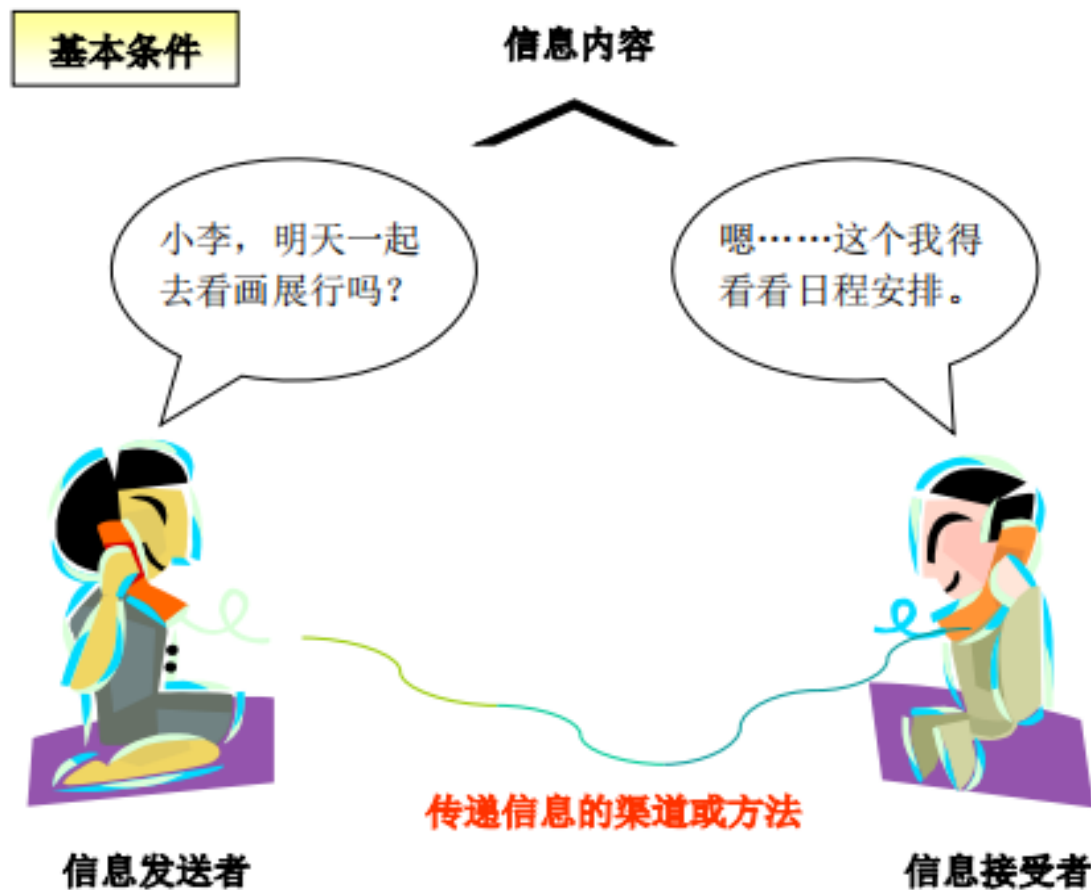 基本条件
信息内容
小李，明天一起
去看画展行吗？
嗯……这个我得
看看日程安排。
传递信息的渠道或方法
信息发送者
信息接受者